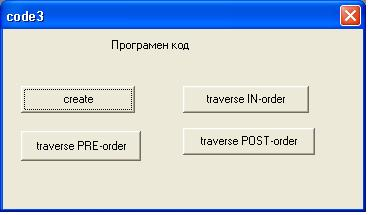 code3
Програмен код
create
traverse IN-order
traverse PRE-order
traverse POST-order